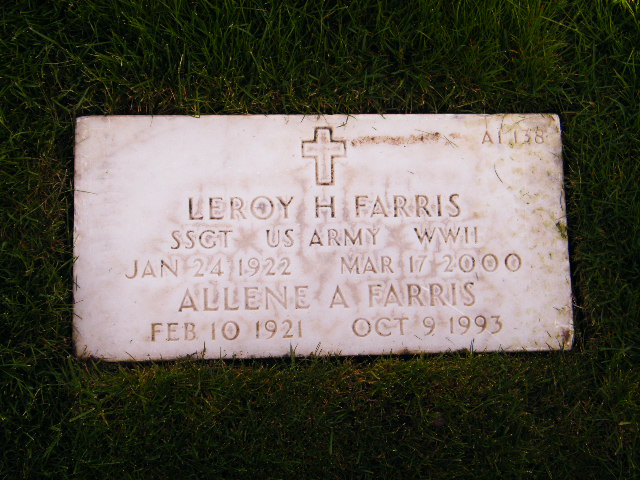 A1 138
LEROY H FARRIS
SSGT US ARMY WWII
JAN 24 1922 MAR 17 2000
ALLENE A FARRIS
FEB 10 1921 OCT 9 1993